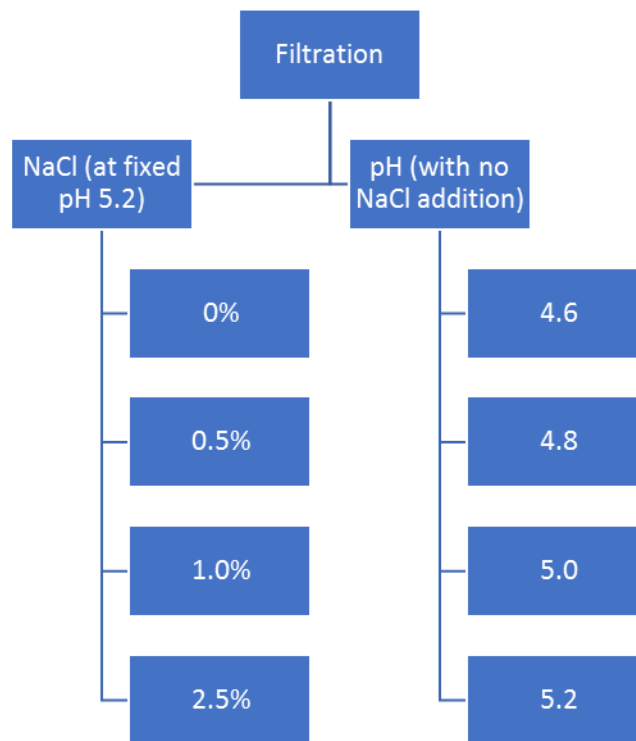 Filtration
NaCl (at fixed
pH 5.2)
pH (with no
NaCl addition)
0%
0.5%
1.0%
2.5%
4.6
4.8
5.0
5.2